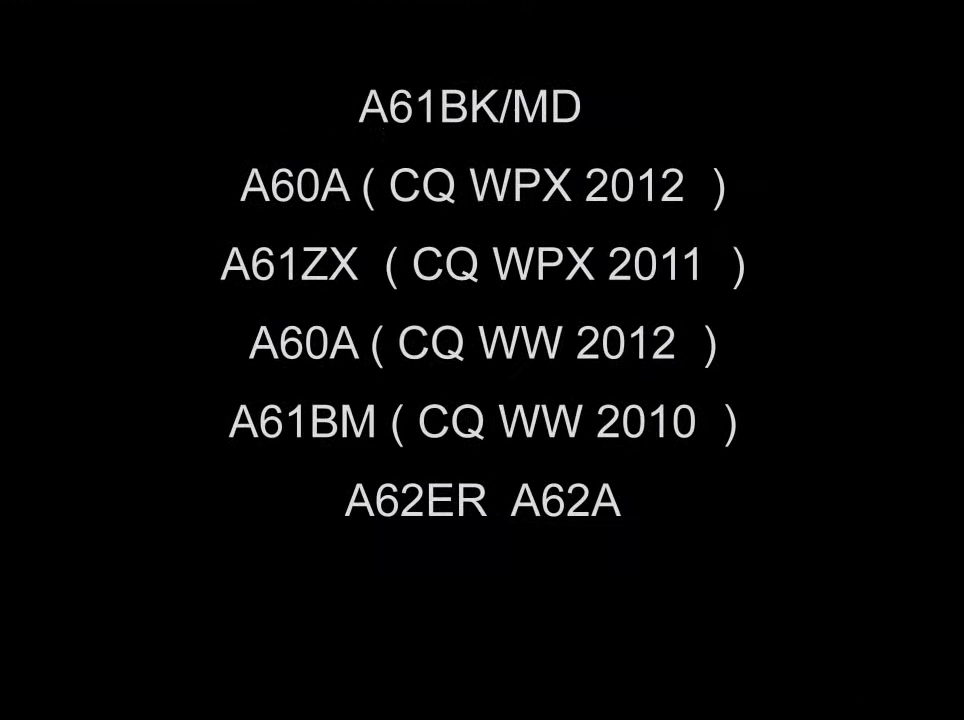 A61BK/MD
A60A ( CQ WPX 2012  )
A61ZX  ( CQ WPX 2011  )
A60A ( CQ WW 2012  )
A61BM ( CQ WW 2010  )
A62ER  A62A